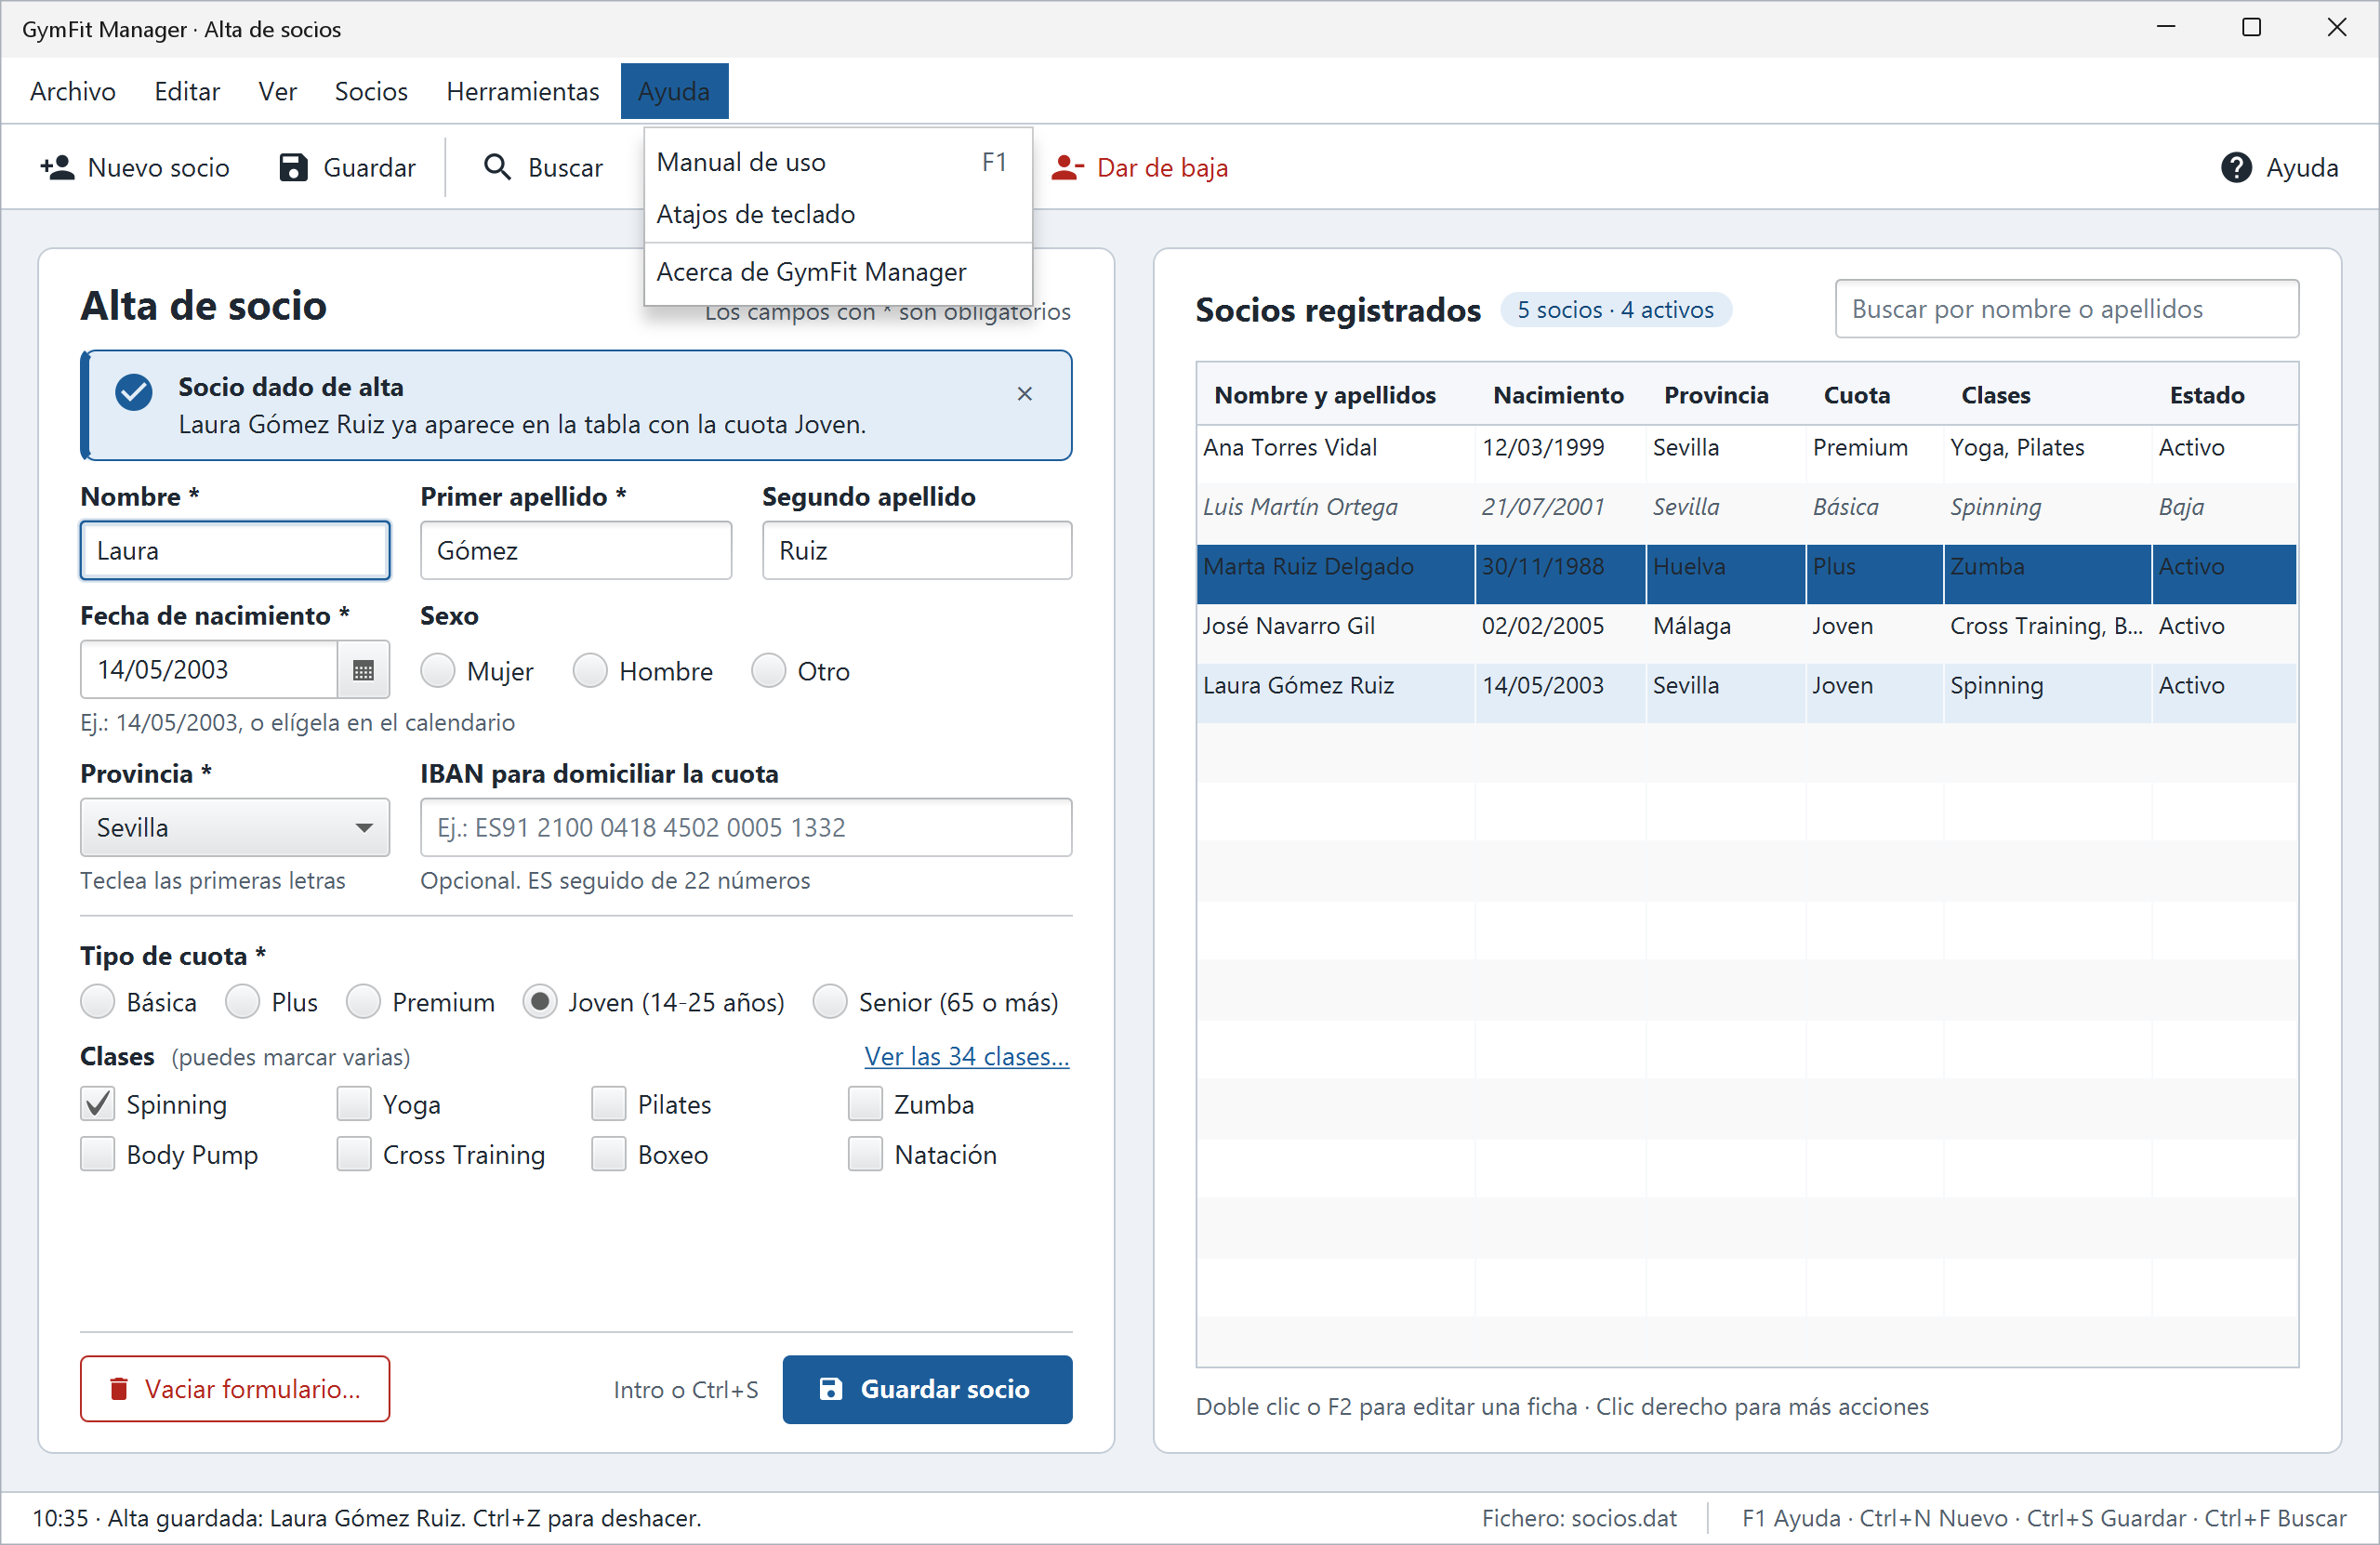 GymFit Manager · Alta de socios
Archivo Editar Ver Socios Herramientas Ayuda
Nuevo socio Guardar Buscar Dar de baja Ayuda
Manual de uso F1
Atajos de teclado
Acerca de GymFit Manager
Alta de socio
Los campos con * son obligatorios
Socio dado de alta
Laura Gómez Ruiz ya aparece en la tabla con la cuota Joven.
Nombre * Primer apellido * Segundo apellido
Laura Gómez Ruiz
Fecha de nacimiento * Sexo
14/05/2003 Mujer Hombre Otro
Ej.: 14/05/2003, o elígela en el calendario
Provincia * IBAN para domiciliar la cuota
Sevilla Ej.: ES91 2100 0418 4502 0005 1332
Teclea las primeras letras Opcional. ES seguido de 22 números
Tipo de cuota *
Básica Plus Premium Joven (14-25 años) Senior (65 o más)
Clases (puedes marcar varias) Ver las 34 clases...
Spinning Yoga Pilates Zumba
Body Pump Cross Training Boxeo Natación
Vaciar formulario... Intro o Ctrl+S Guardar socio
Socios registrados 5 socios · 4 activos Buscar por nombre o apellidos
Nombre y apellidos Nacimiento Provincia Cuota Clases Estado
Ana Torres Vidal 12/03/1999 Sevilla Premium Yoga, Pilates Activo
Luis Martín Ortega 21/07/2001 Sevilla Básica Spinning Baja
Marta Ruiz Delgado 30/11/1988 Huelva Plus Zumba Activo
José Navarro Gil 02/02/2005 Málaga Joven Cross Training, B... Activo
Laura Gómez Ruiz 14/05/2003 Sevilla Joven Spinning Activo
Doble clic o F2 para editar una ficha · Clic derecho para más acciones
10:35 · Alta guardada: Laura Gómez Ruiz. Ctrl+Z para deshacer. Fichero: socios.dat F1 Ayuda · Ctrl+N Nuevo · Ctrl+S Guardar · Ctrl+F Buscar